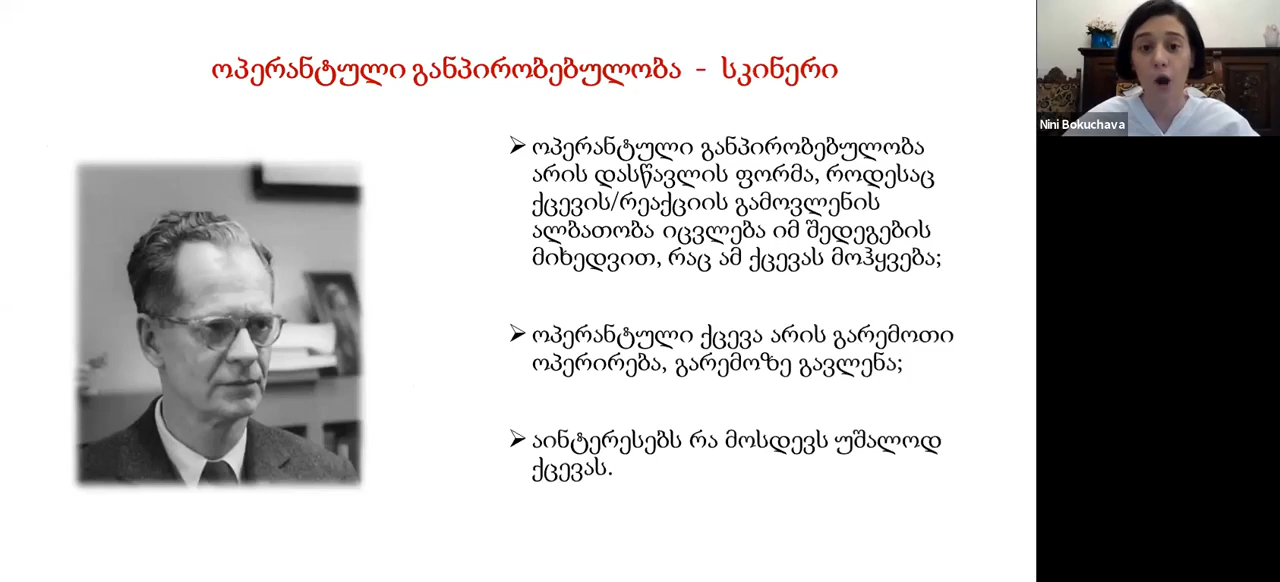 ოპერანტული განპირობებულობა - სკინერი
ოპერანტული განპირობებულობა
არის დასწავლის ფორმა, როდესაც
ქცევის/რეაქციის გამოვლენის
ალბათობა იცვლება იმ შედეგების
მიხედვით, რაც ამ ქცევას მოჰყვება;
ოპერანტული ქცევა არის გარემოთი
ოპერირება, გარემოზე გავლენა;
აინტერესებს რა მოსდევს უშალოდ
ქცევას.
Nini Bokuchava